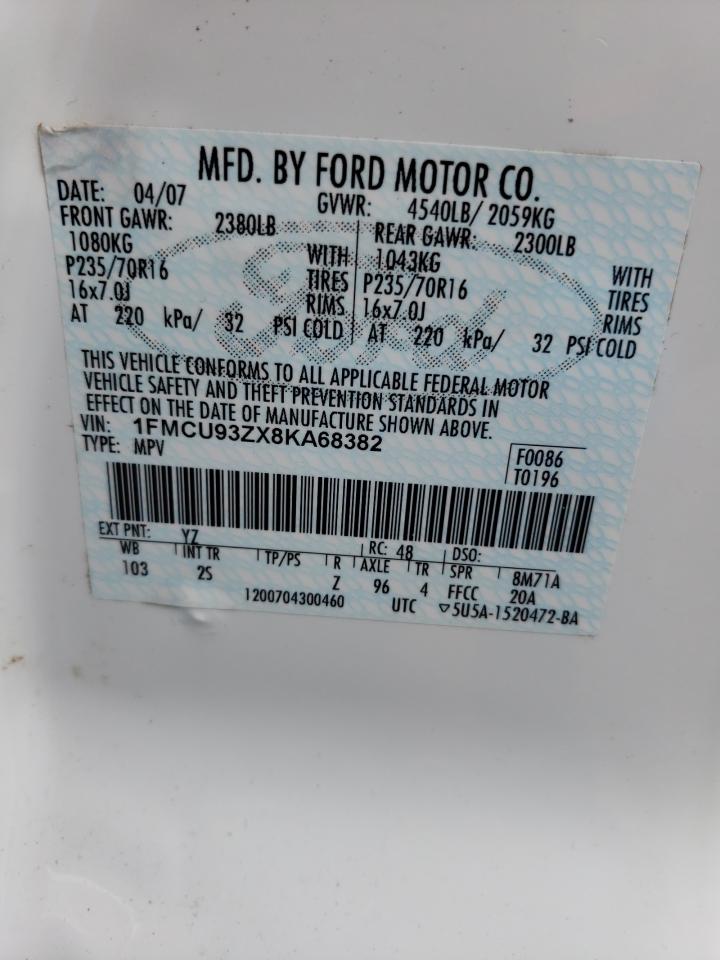 MFD. BY FORD MOTOR CO.
DATE: 04/07 GVWR: 4540LB/ 2059KG
FRONT GAWR: 2380LB REAR GAWR: 2300LB
1080KG WITH 1043KG WITH
P235/70R16 TIRES P235/70R16 TIRES
16x7.0J RIMS 16x7.0J RIMS
AT 220 kPa/ 32 PSI COLD AT 220 kPa/ 32 PSI COLD
Ford
THIS VEHICLE CONFORMS TO ALL APPLICABLE FEDERAL MOTOR
VEHICLE SAFETY AND THEFT PREVENTION STANDARDS IN
EFFECT ON THE DATE OF MANUFACTURE SHOWN ABOVE.
VIN: 1FMCU93ZX8KA68382
TYPE: MPV F0086
T0196
EXT PNT: YZ RC: 48 DSO:
WB INT TR TP/PS R AXLE TR SPR 8M71A
103 2S Z 96 4 FFCC 20A
1200704300460 UTC ▽5U5A-1520472-BA